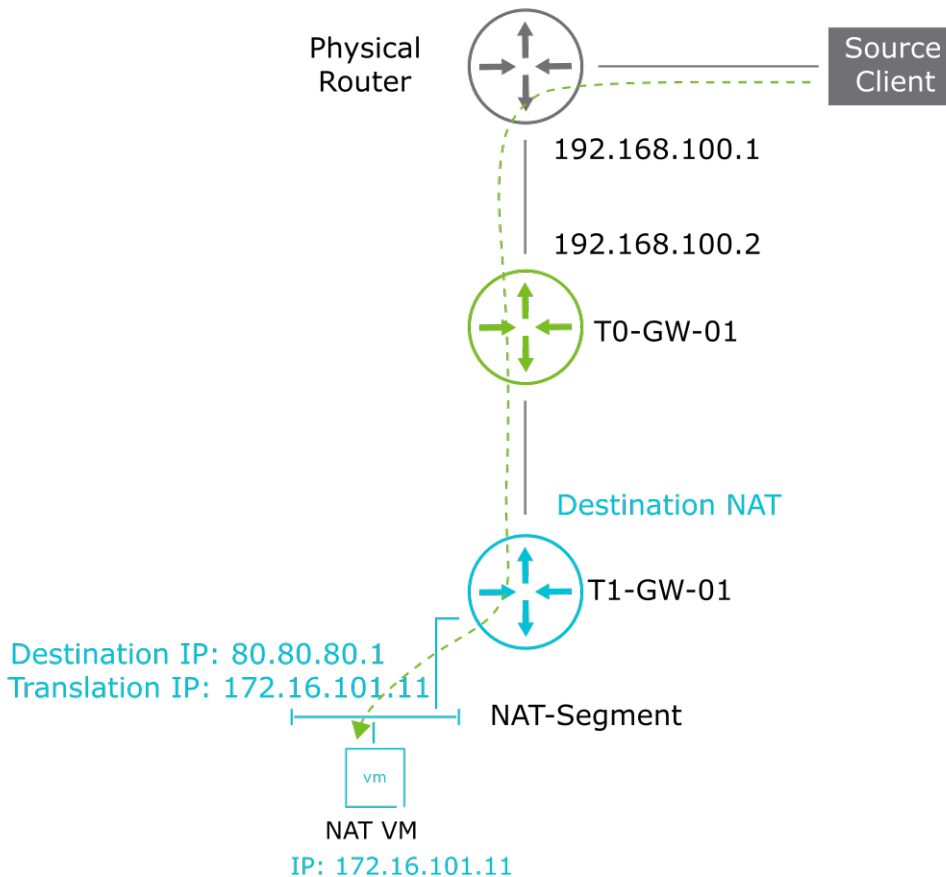 Physical
Router
Source
Client
192.168.100.1
192.168.100.2
T0-GW-01
Destination NAT
T1-GW-01
Destination IP: 80.80.80.1
Translation IP: 172.16.101.11
NAT-Segment
vm
NAT VM
IP: 172.16.101.11